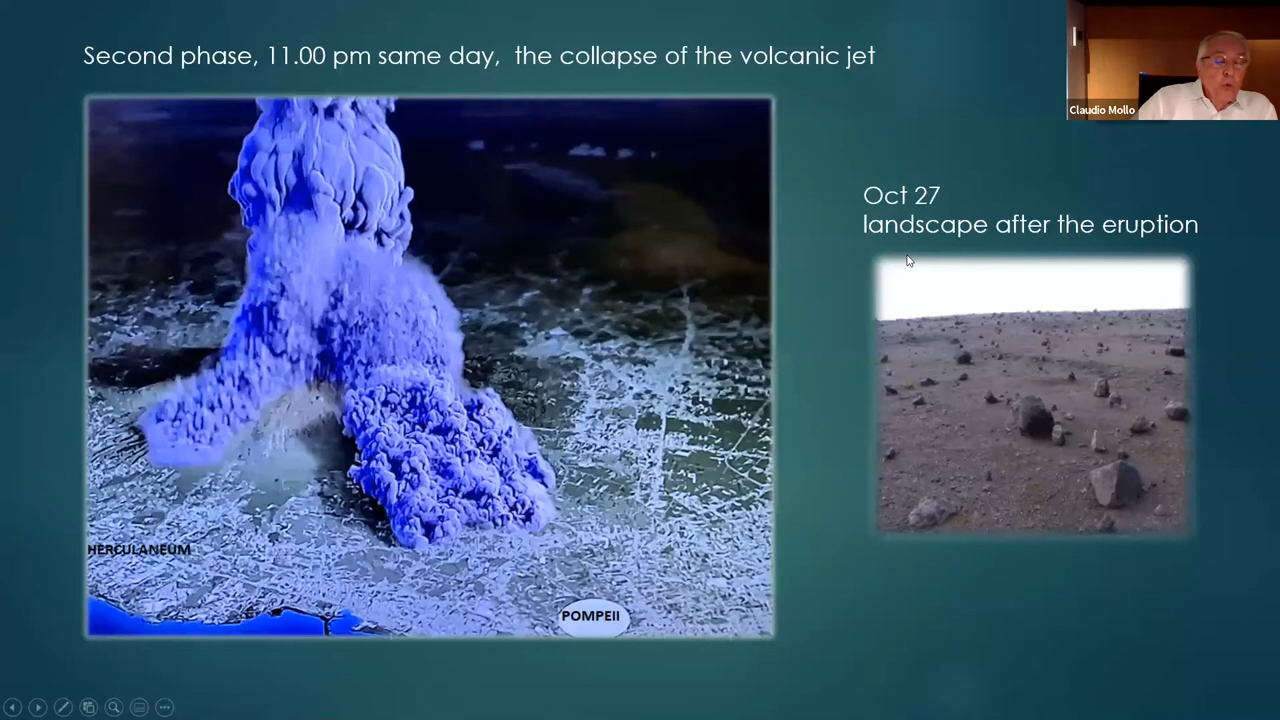 Second phase, 11.00 pm same day, the collapse of the volcanic jet
Claudio Mollo
Oct 27
landscape after the eruption
HERCULANEUM
POMPEII